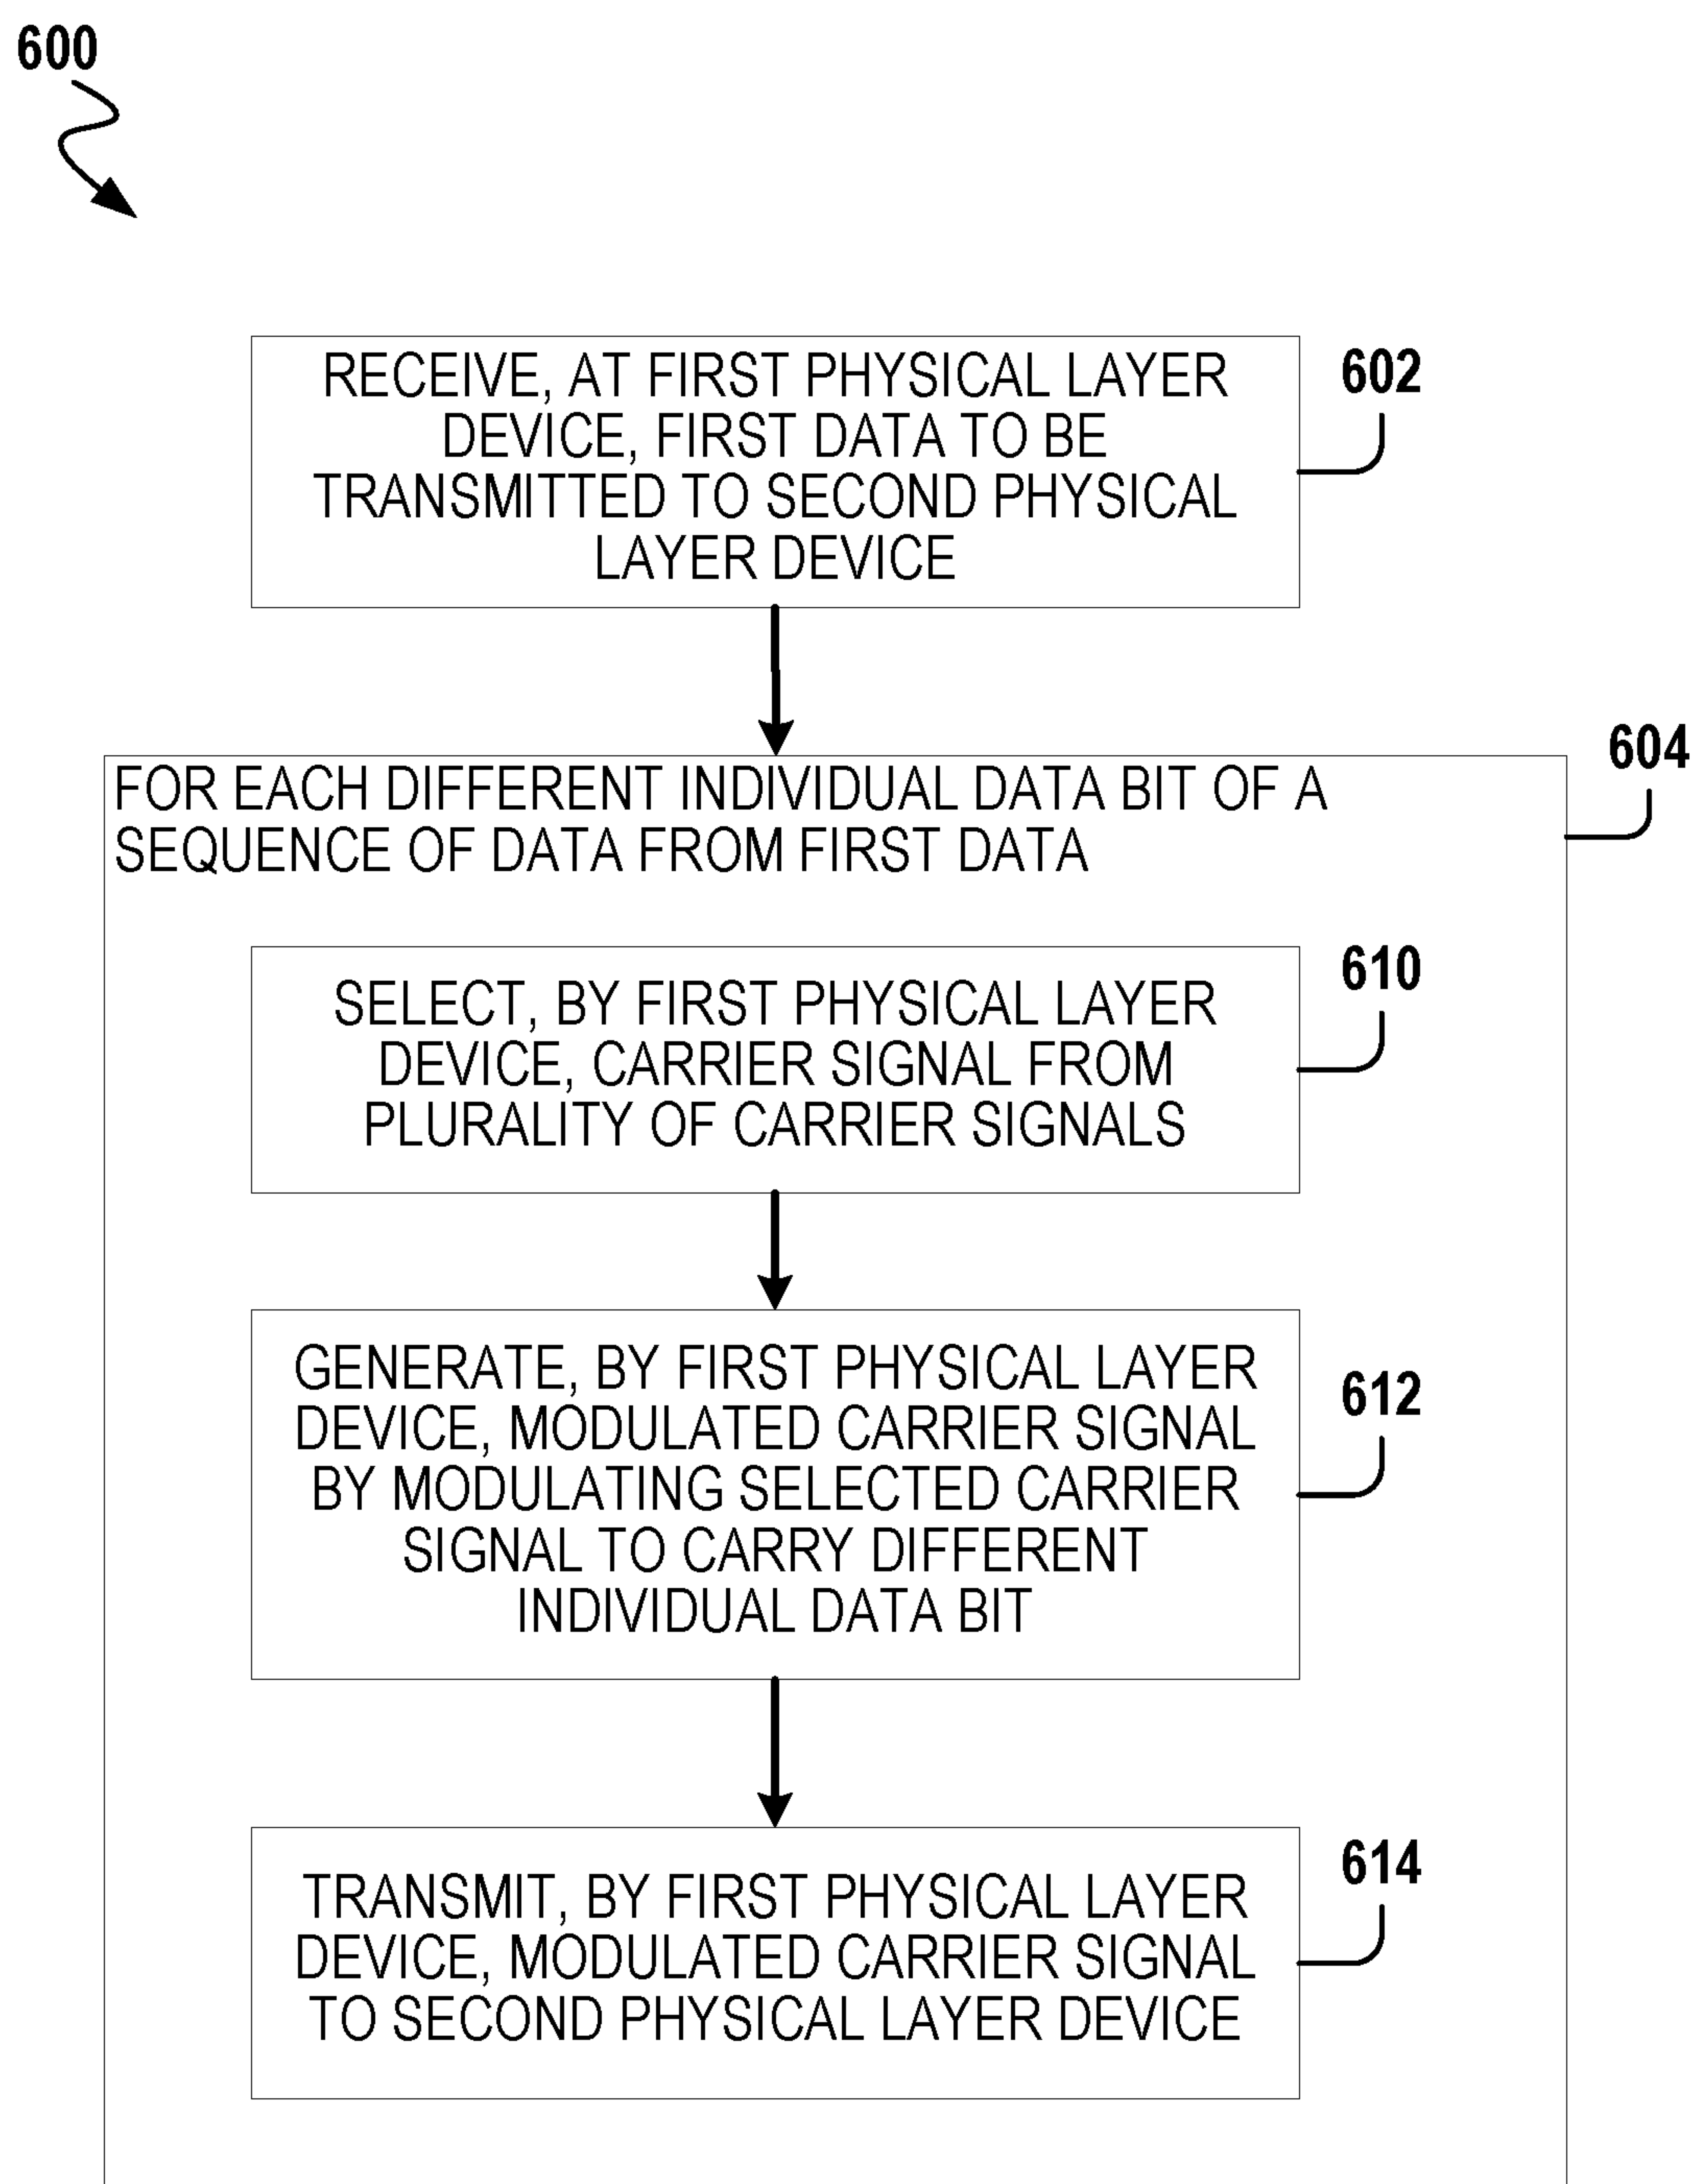 600
RECEIVE, AT FIRST PHYSICAL LAYER
DEVICE, FIRST DATA TO BE
TRANSMITTED TO SECOND PHYSICAL
LAYER DEVICE
602
604
FOR EACH DIFFERENT INDIVIDUAL DATA BIT OF A
SEQUENCE OF DATA FROM FIRST DATA
SELECT, BY FIRST PHYSICAL LAYER
DEVICE, CARRIER SIGNAL FROM
PLURALITY OF CARRIER SIGNALS
610
GENERATE, BY FIRST PHYSICAL LAYER
DEVICE, MODULATED CARRIER SIGNAL
BY MODULATING SELECTED CARRIER
SIGNAL TO CARRY DIFFERENT
INDIVIDUAL DATA BIT
612
TRANSMIT, BY FIRST PHYSICAL LAYER
DEVICE, MODULATED CARRIER SIGNAL
TO SECOND PHYSICAL LAYER DEVICE
614